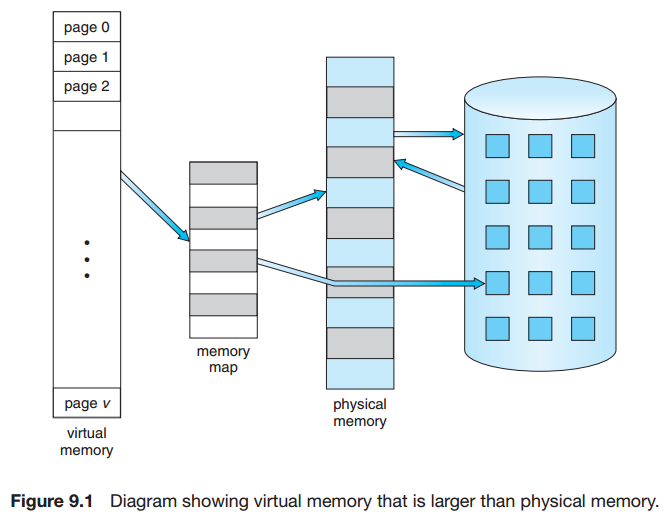 page 0
page 1
page 2
page v
virtual
memory
memory
map
physical
memory
Figure 9.1 Diagram showing virtual memory that is larger than physical memory.